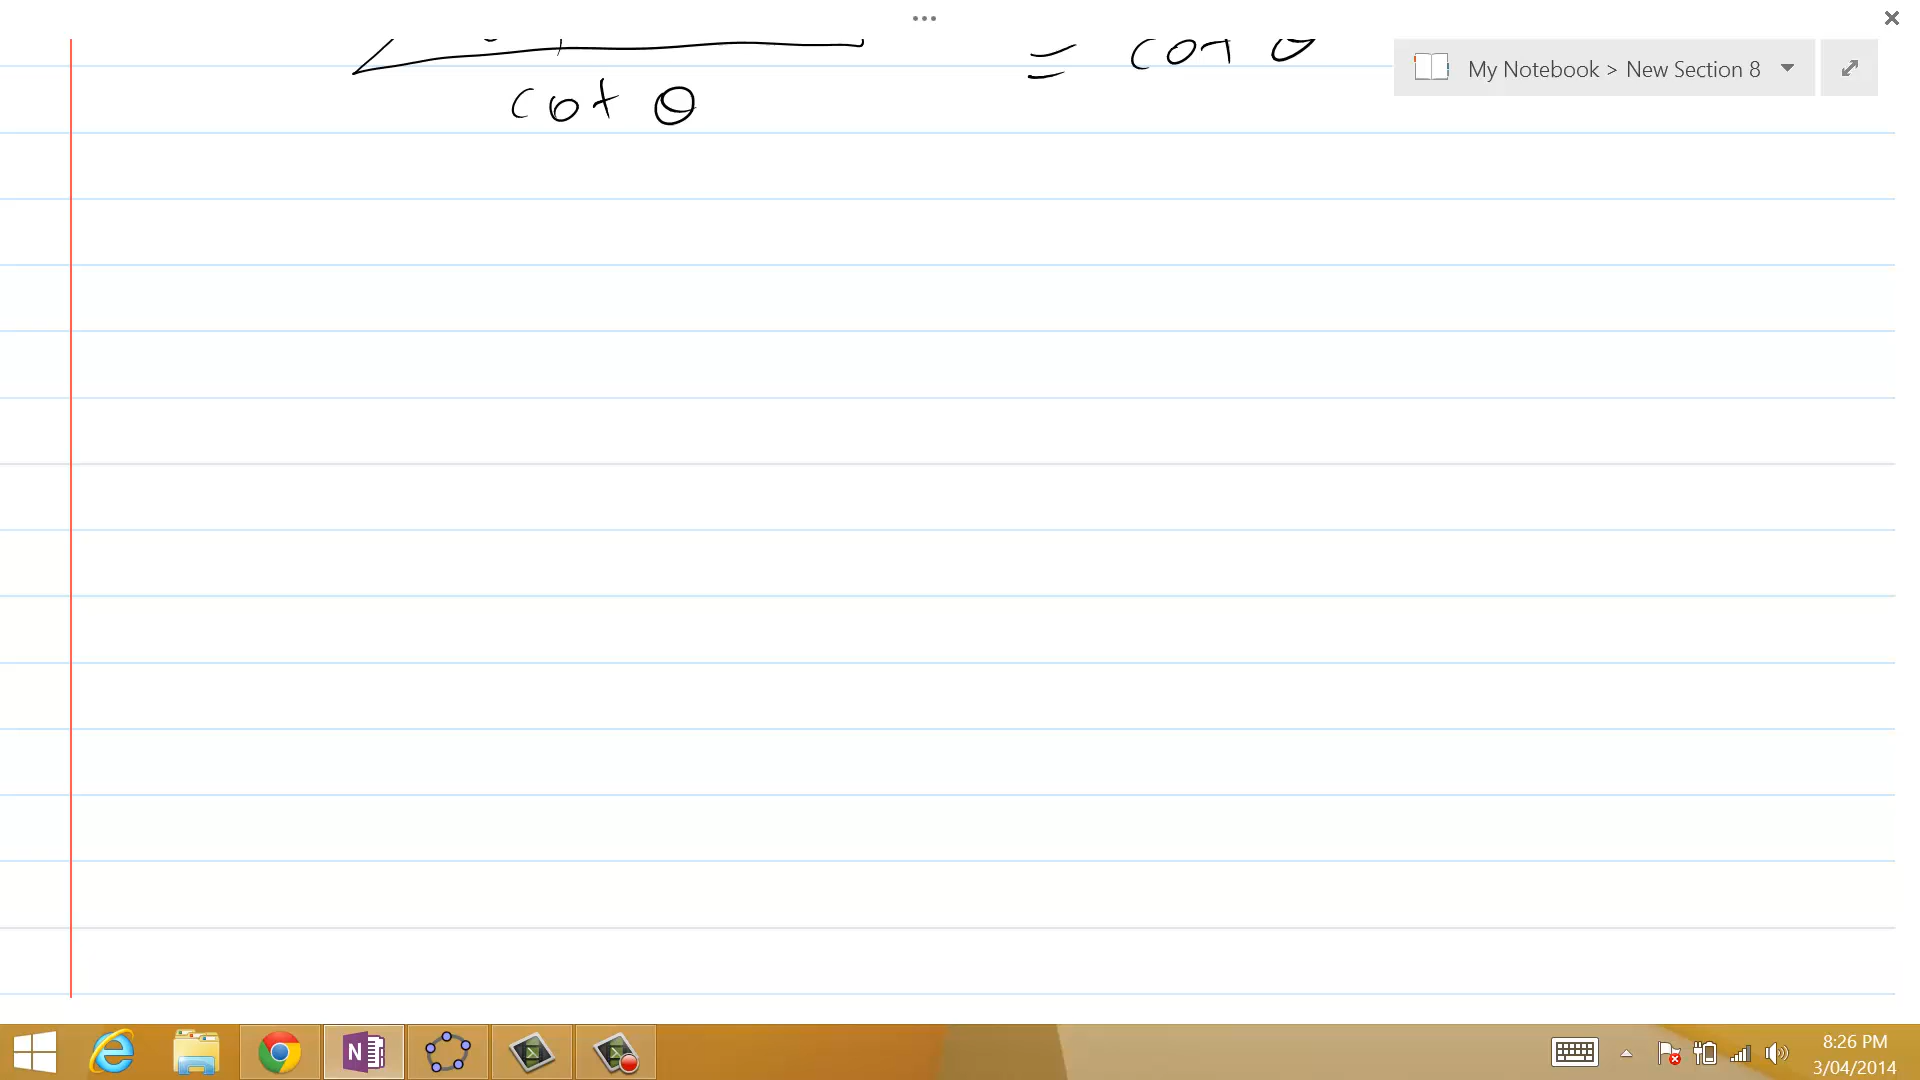 = cot θ
My Notebook > New Section 8
cot θ
8:26 PM
3/04/2014